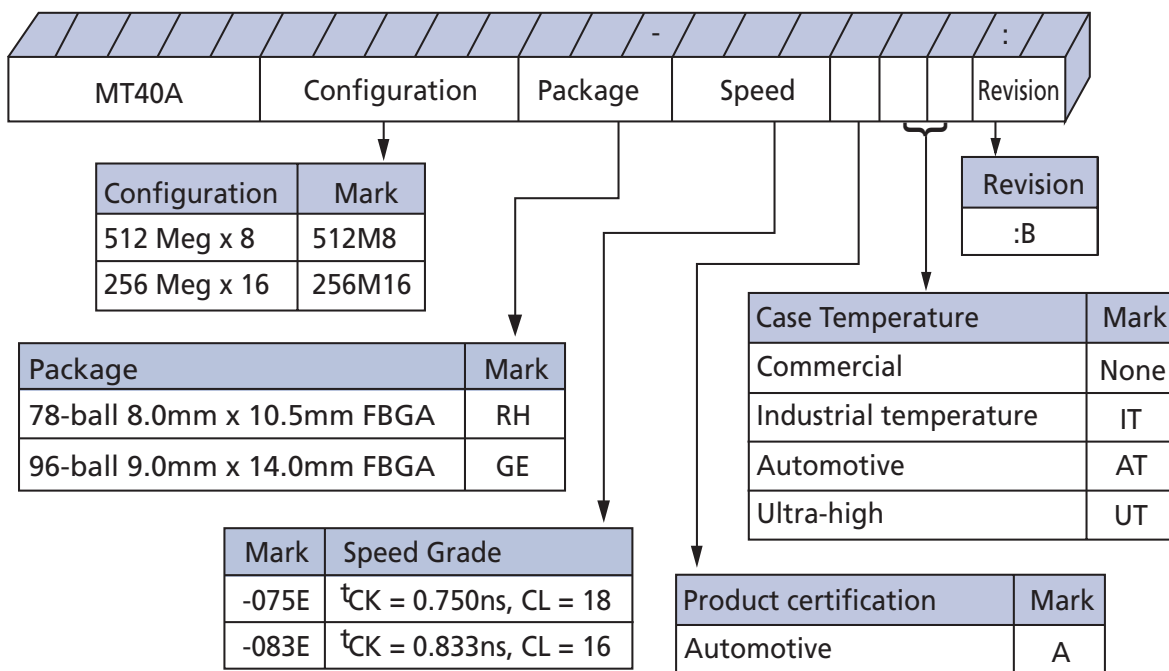 - :
MT40A Configuration Package Speed Revision
Configuration Mark
512 Meg x 8 512M8
256 Meg x 16 256M16
Revision
:B
Package Mark
78-ball 8.0mm x 10.5mm FBGA RH
96-ball 9.0mm x 14.0mm FBGA GE
Case Temperature Mark
Commercial None
Industrial temperature IT
Automotive AT
Ultra-high UT
Mark Speed Grade
-075E tCK = 0.750ns, CL = 18
-083E tCK = 0.833ns, CL = 16
Product certification Mark
Automotive A